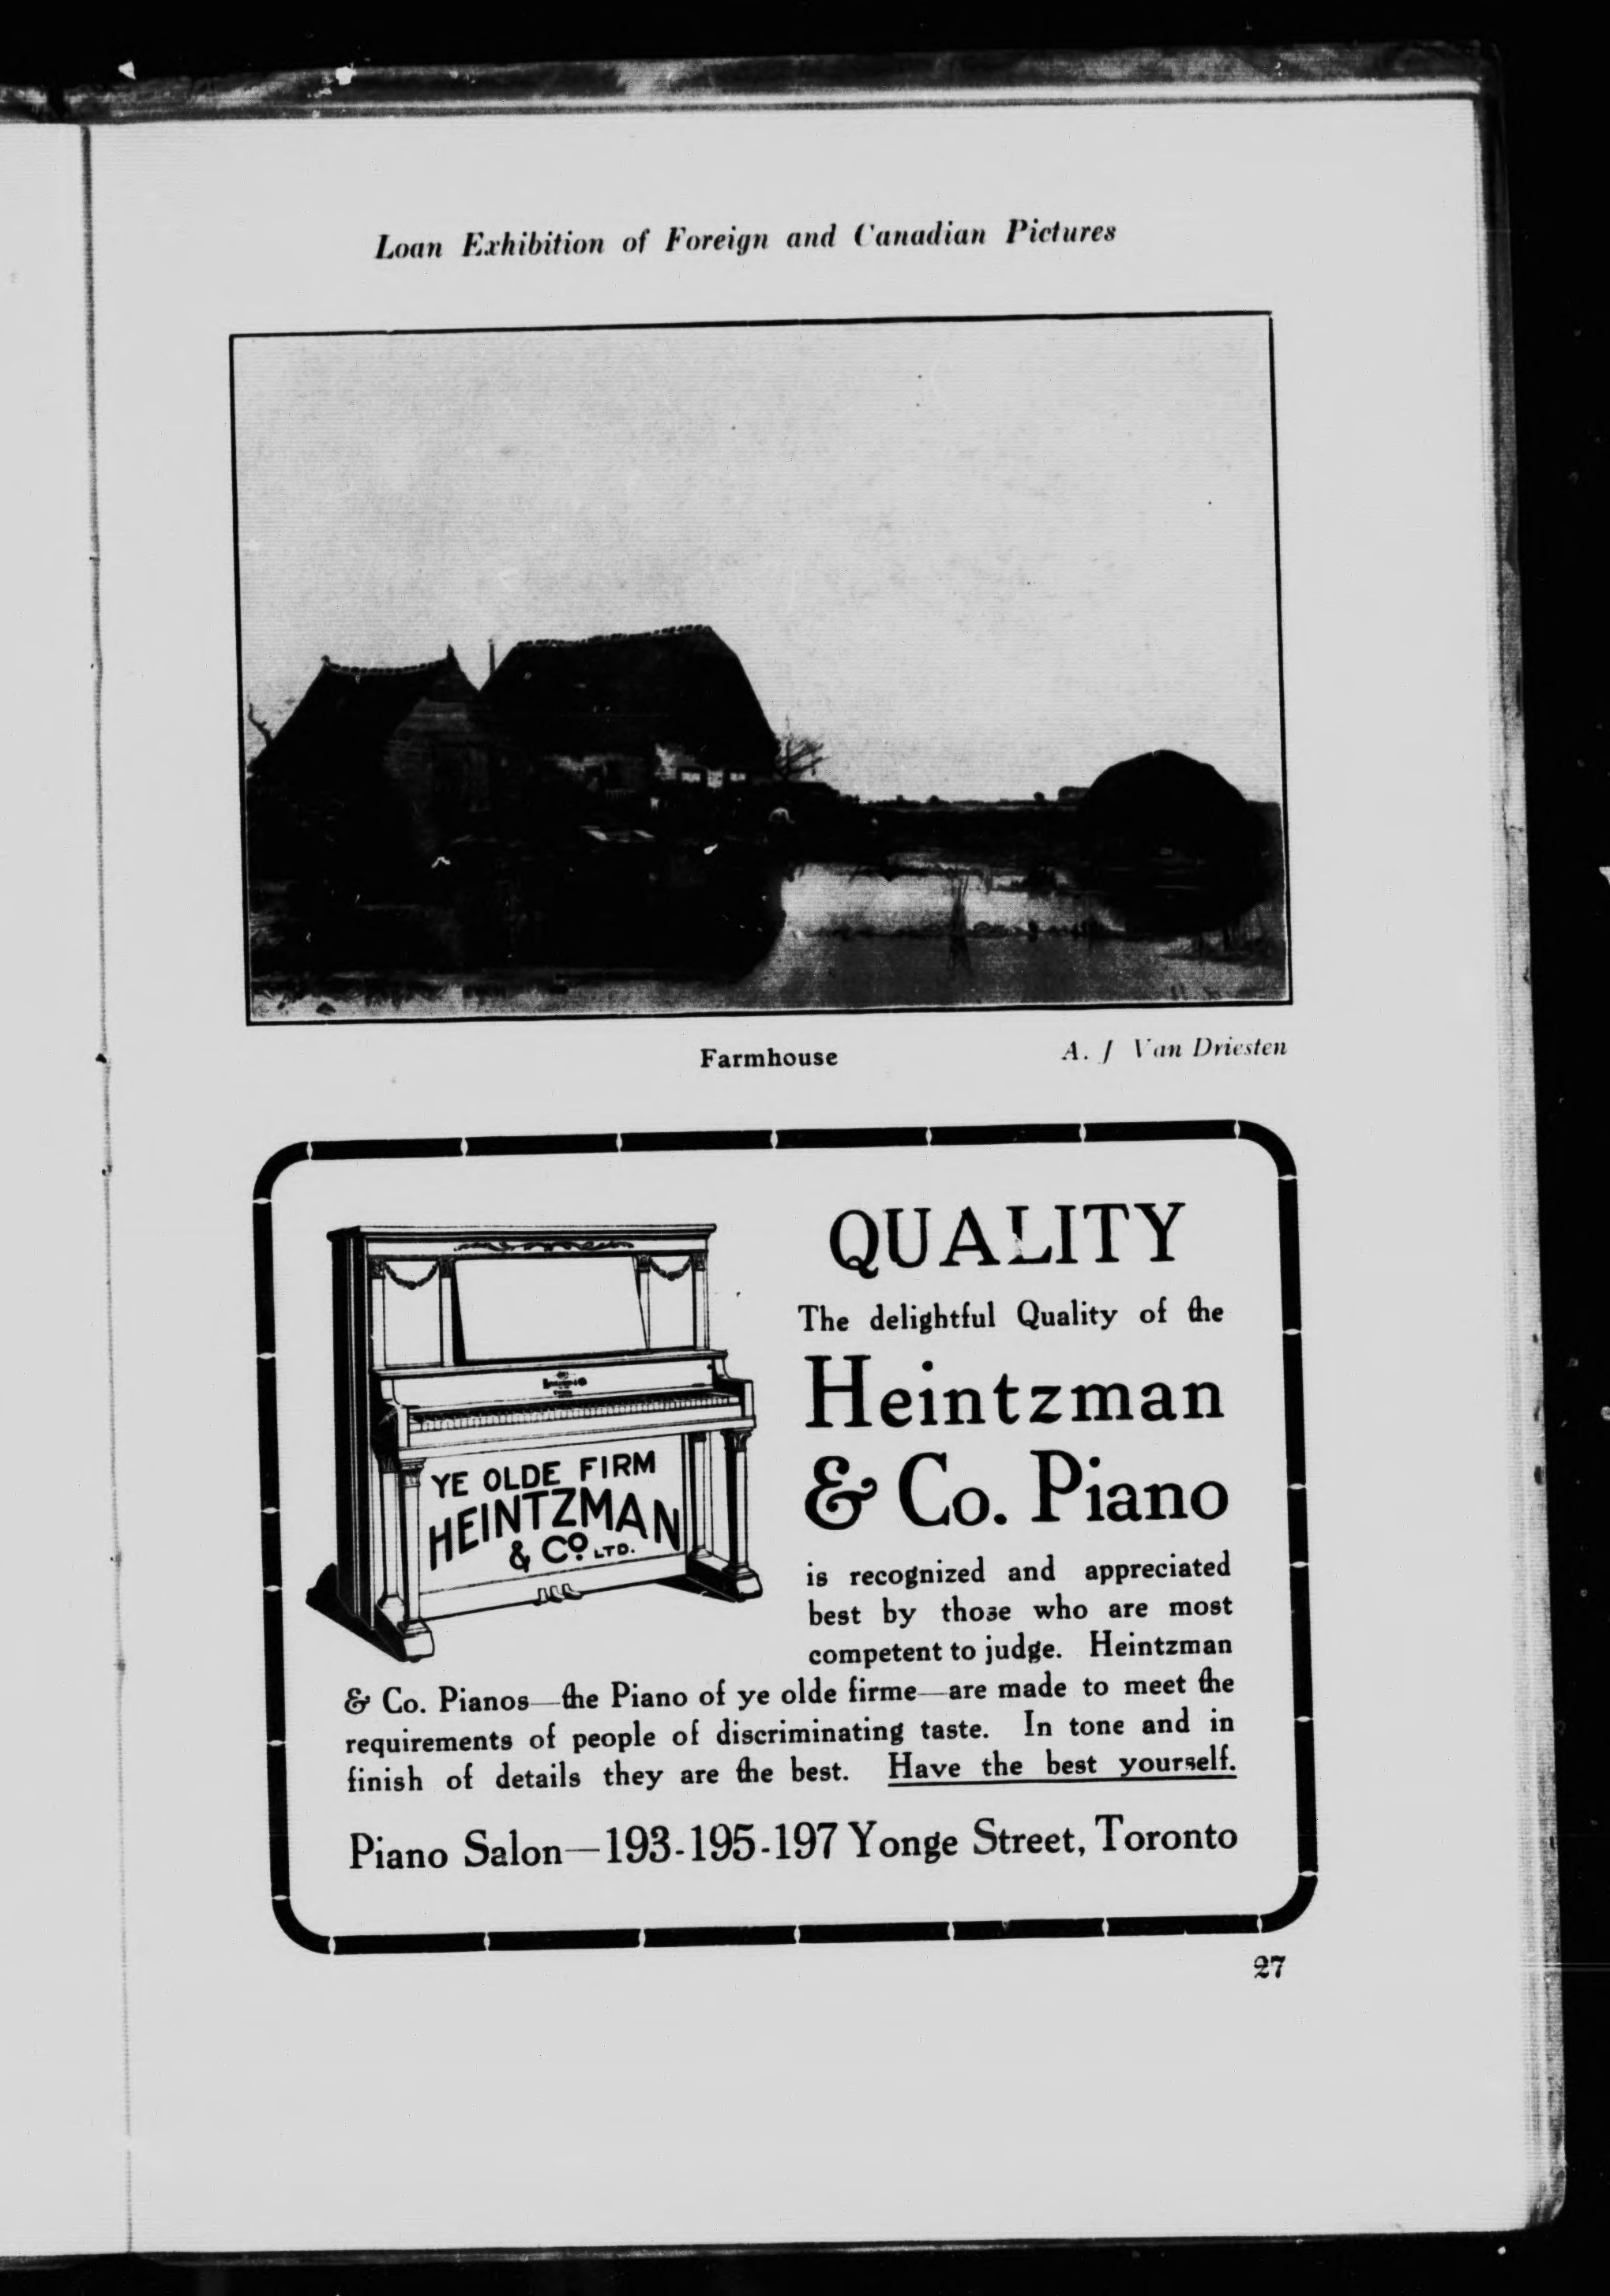 Loan Exhibition of Foreign and Canadian Pictures
Farmhouse
A. J Van Driesten
QUALITY
The delightful Quality of the
Heintzman
& Co. Piano
YE OLDE FIRM
HEINTZMAN
& CO. LTD.
is recognized and appreciated
best by those who are most
competent to judge. Heintzman
& Co. Pianos—the Piano of ye olde firme—are made to meet the
requirements of people of discriminating taste. In tone and in
finish of details they are the best. Have the best yourself.
Piano Salon—193-195-197 Yonge Street, Toronto
27